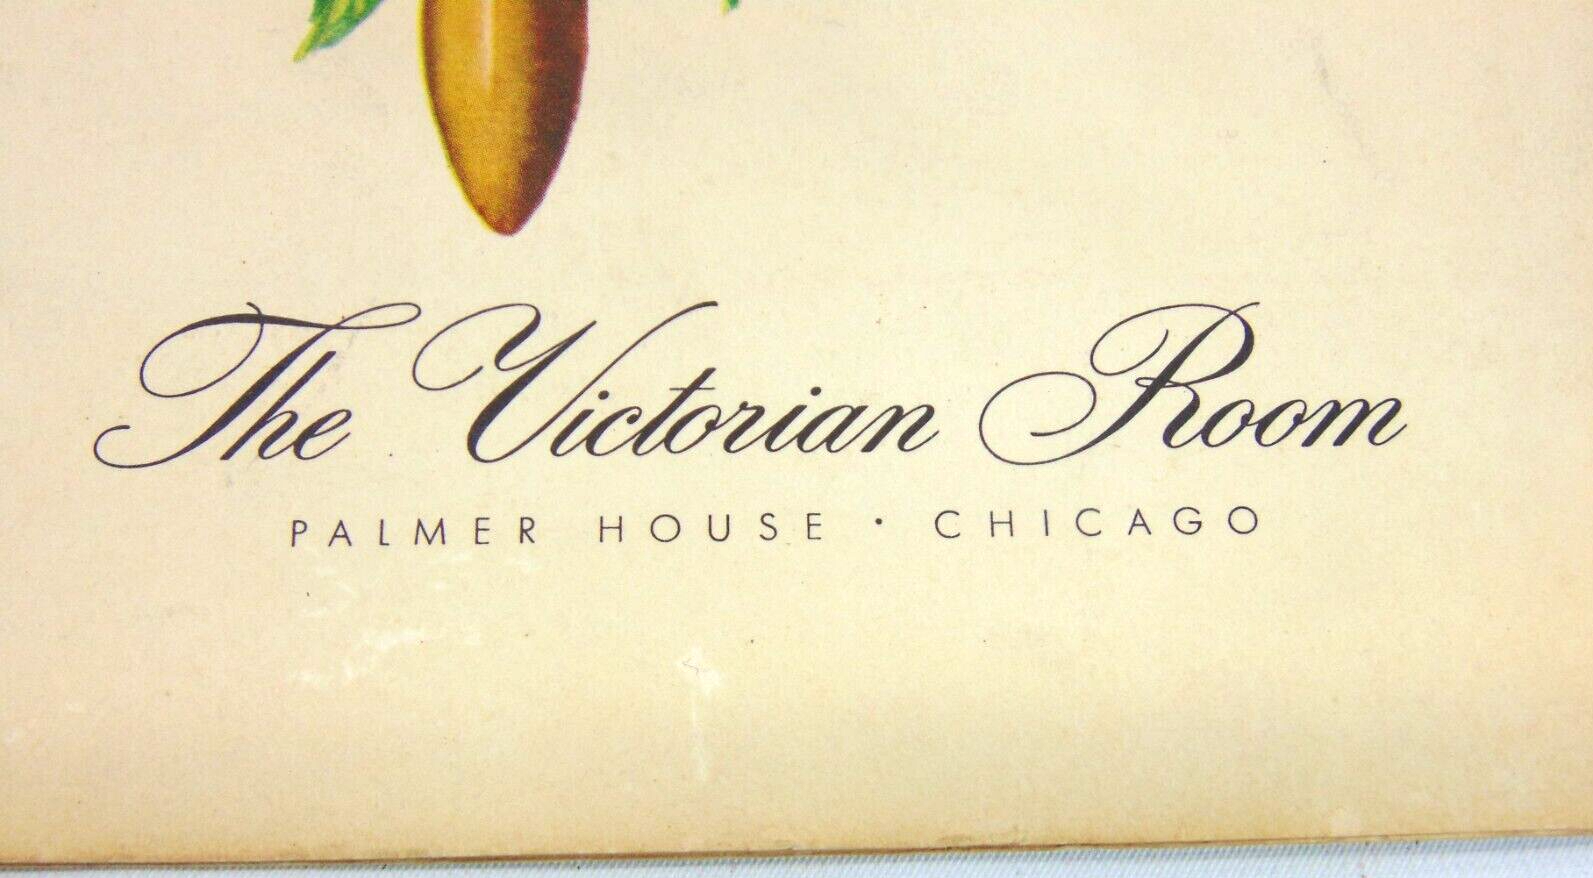 The Victorian Room
PALMER HOUSE · CHICAGO